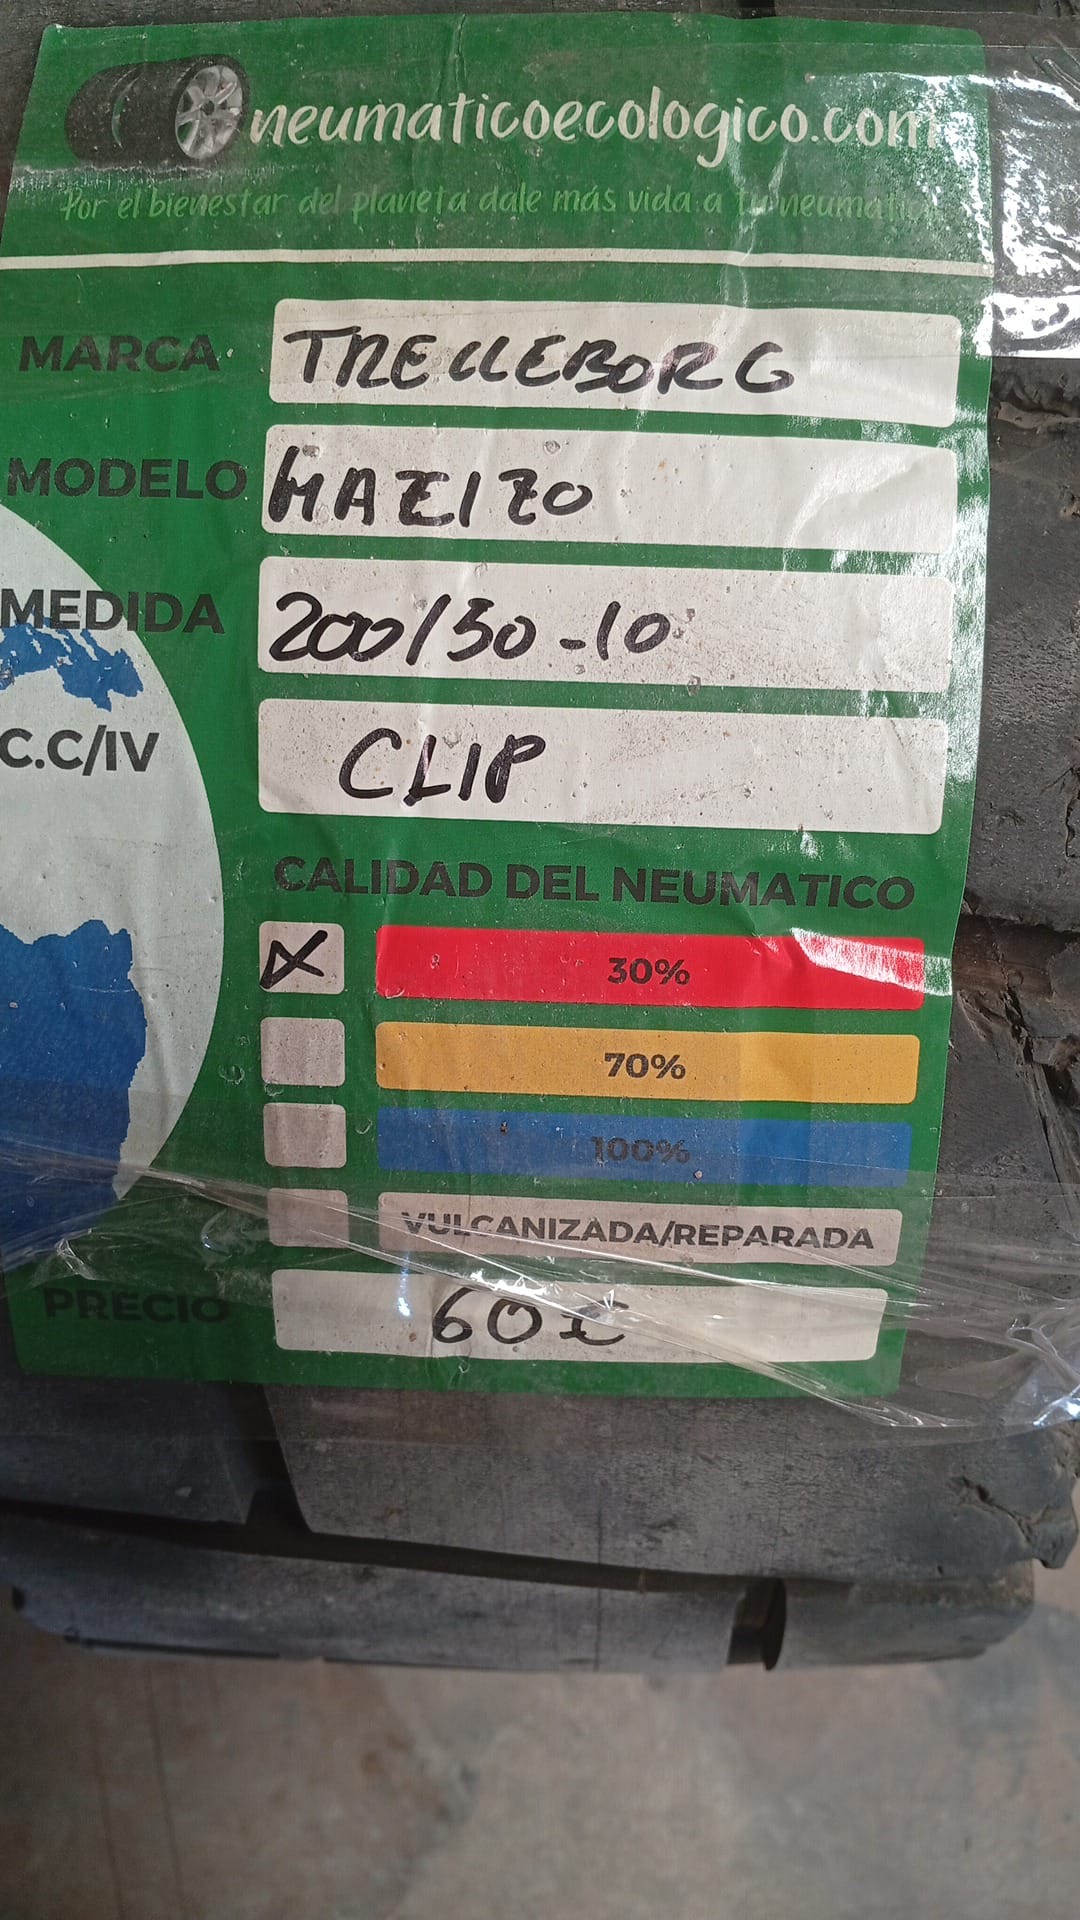 neumaticoecologico.com
Por el bienestar del planeta dale más vida a tu neumatico
MARCA TRELLEBORG
MODELO MAZIZO
MEDIDA 200/50-10
C.C/IV CLIP
CALIDAD DEL NEUMATICO
X 30%
70%
100%
VULCANIZADA/REPARADA
PRECIO 60€